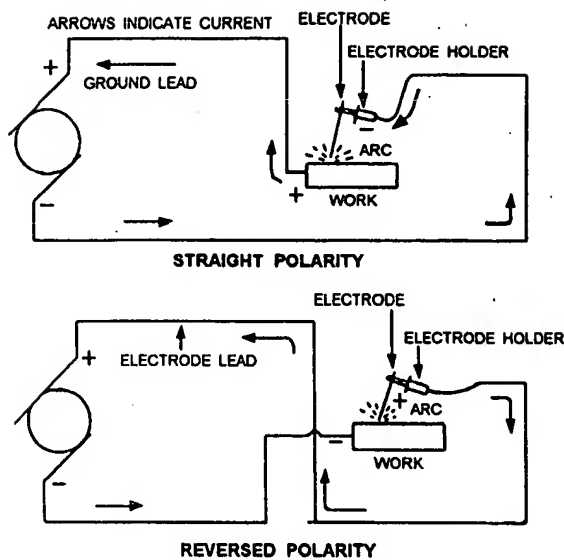 ELECTRODE
ARROWS INDICATE CURRENT
ELECTRODE HOLDER
+
GROUND LEAD
−
ARC
+
WORK
−
STRAIGHT POLARITY
ELECTRODE
ELECTRODE HOLDER
+
ELECTRODE LEAD
+
ARC
−
WORK
−
REVERSED POLARITY